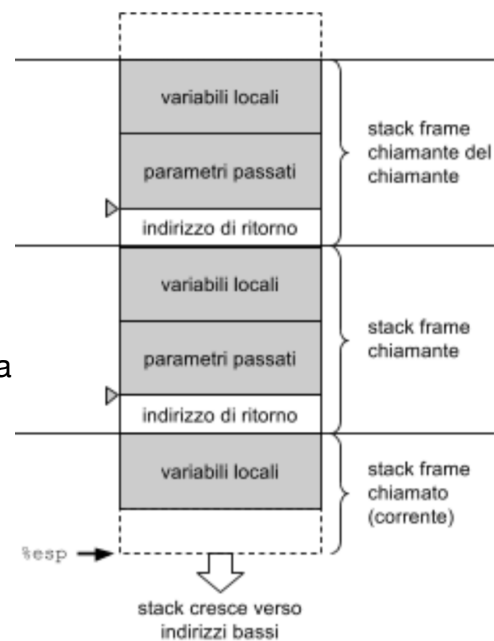 variabili locali
parametri passati
indirizzo di ritorno
stack frame
chiamante del
chiamante
variabili locali
parametri passati
indirizzo di ritorno
stack frame
chiamante
a
variabili locali
stack frame
chiamato
(corrente)
%esp
stack cresce verso
indirizzi bassi